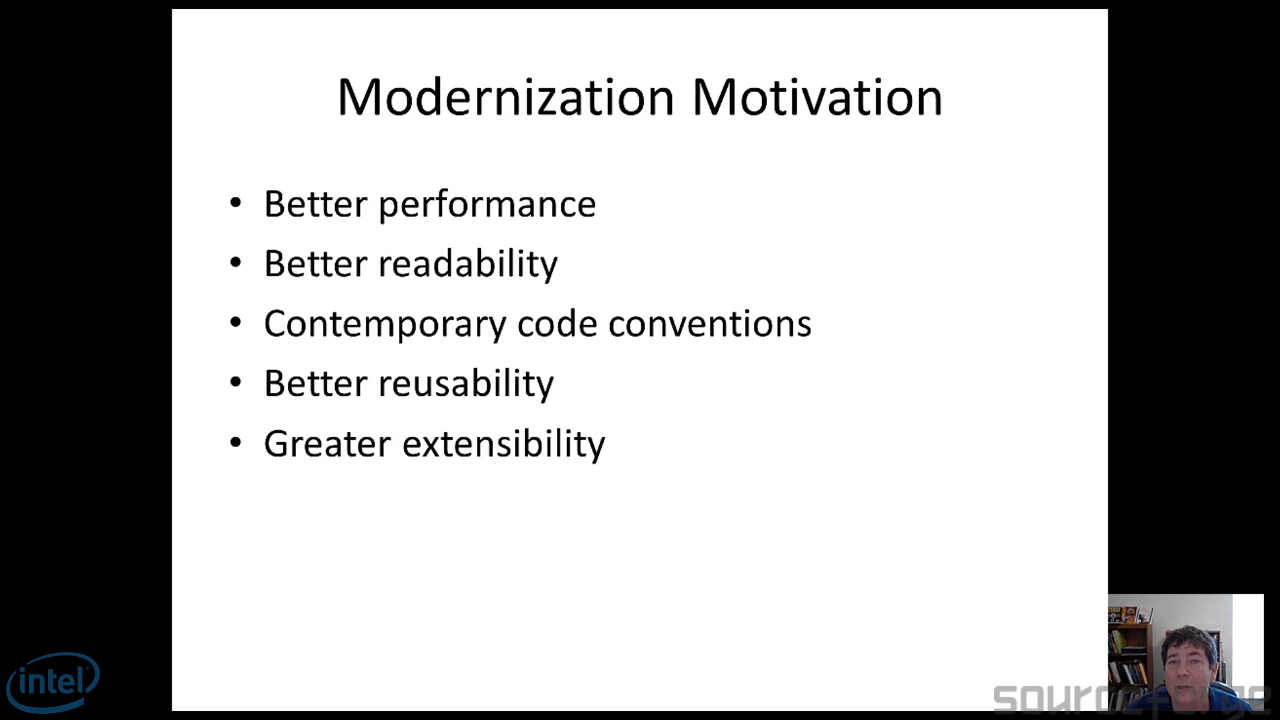 Modernization Motivation
• Better performance
• Better readability
• Contemporary code conventions
• Better reusability
• Greater extensibility
intel